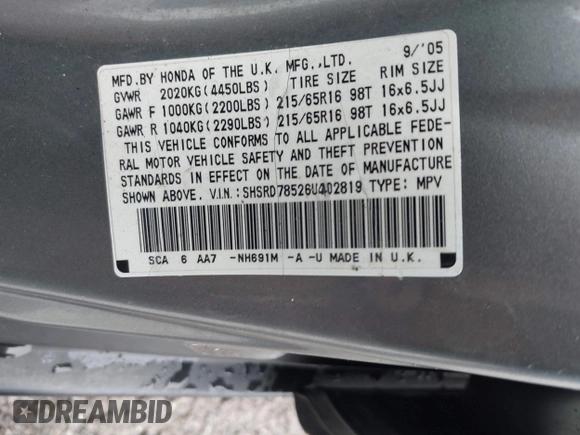 MFD.BY HONDA OF THE U.K. MFG.,LTD. 9/'05
GVWR 2020KG(4450LBS) TIRE SIZE RIM SIZE
GAWR F 1000KG(2200LBS) 215/65R16 98T 16x6.5JJ
GAWR R 1040KG(2290LBS) 215/65R16 98T 16x6.5JJ
THIS VEHICLE CONFORMS TO ALL APPLICABLE FEDE-
RAL MOTOR VEHICLE SAFETY AND THEFT PREVENTION
STANDARDS IN EFFECT ON THE DATE OF MANUFACTURE
SHOWN ABOVE. V.I.N.:SHSRD78526U402819 TYPE: MPV
SCA 6 AA7 -NH691M -A -U MADE IN U.K.
DREAMBID